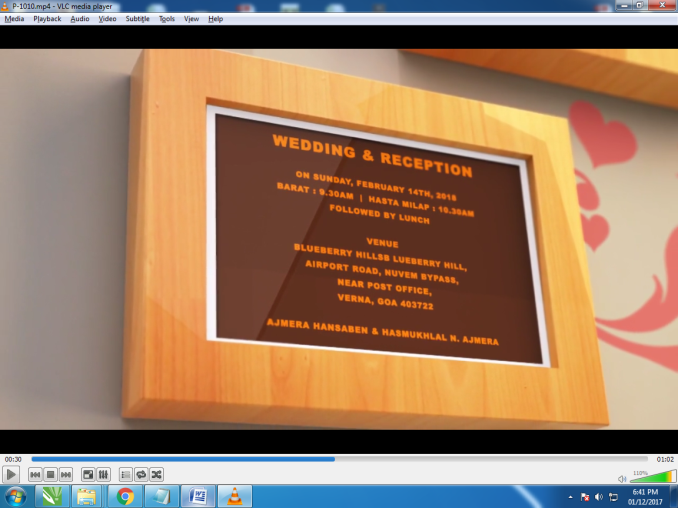 P-1010.mp4 - VLC media player
Media Playback Audio Video Subtitle Tools View Help
WEDDING & RECEPTION
ON SUNDAY, FEBRUARY 14TH, 2016
BARAT : 9.30AM | HASTA MILAP : 10.30AM
FOLLOWED BY LUNCH
VENUE
BLUEBERRY HILLSB LUEBERRY HILL,
AIRPORT ROAD, NUVEM BYPASS,
NEAR POST OFFICE,
VERNA, GOA 403722
AJMERA HANSABEN & HASMUKHLAL N. AJMERA
00:30 01:02
110%
6:41 PM
01/12/2017